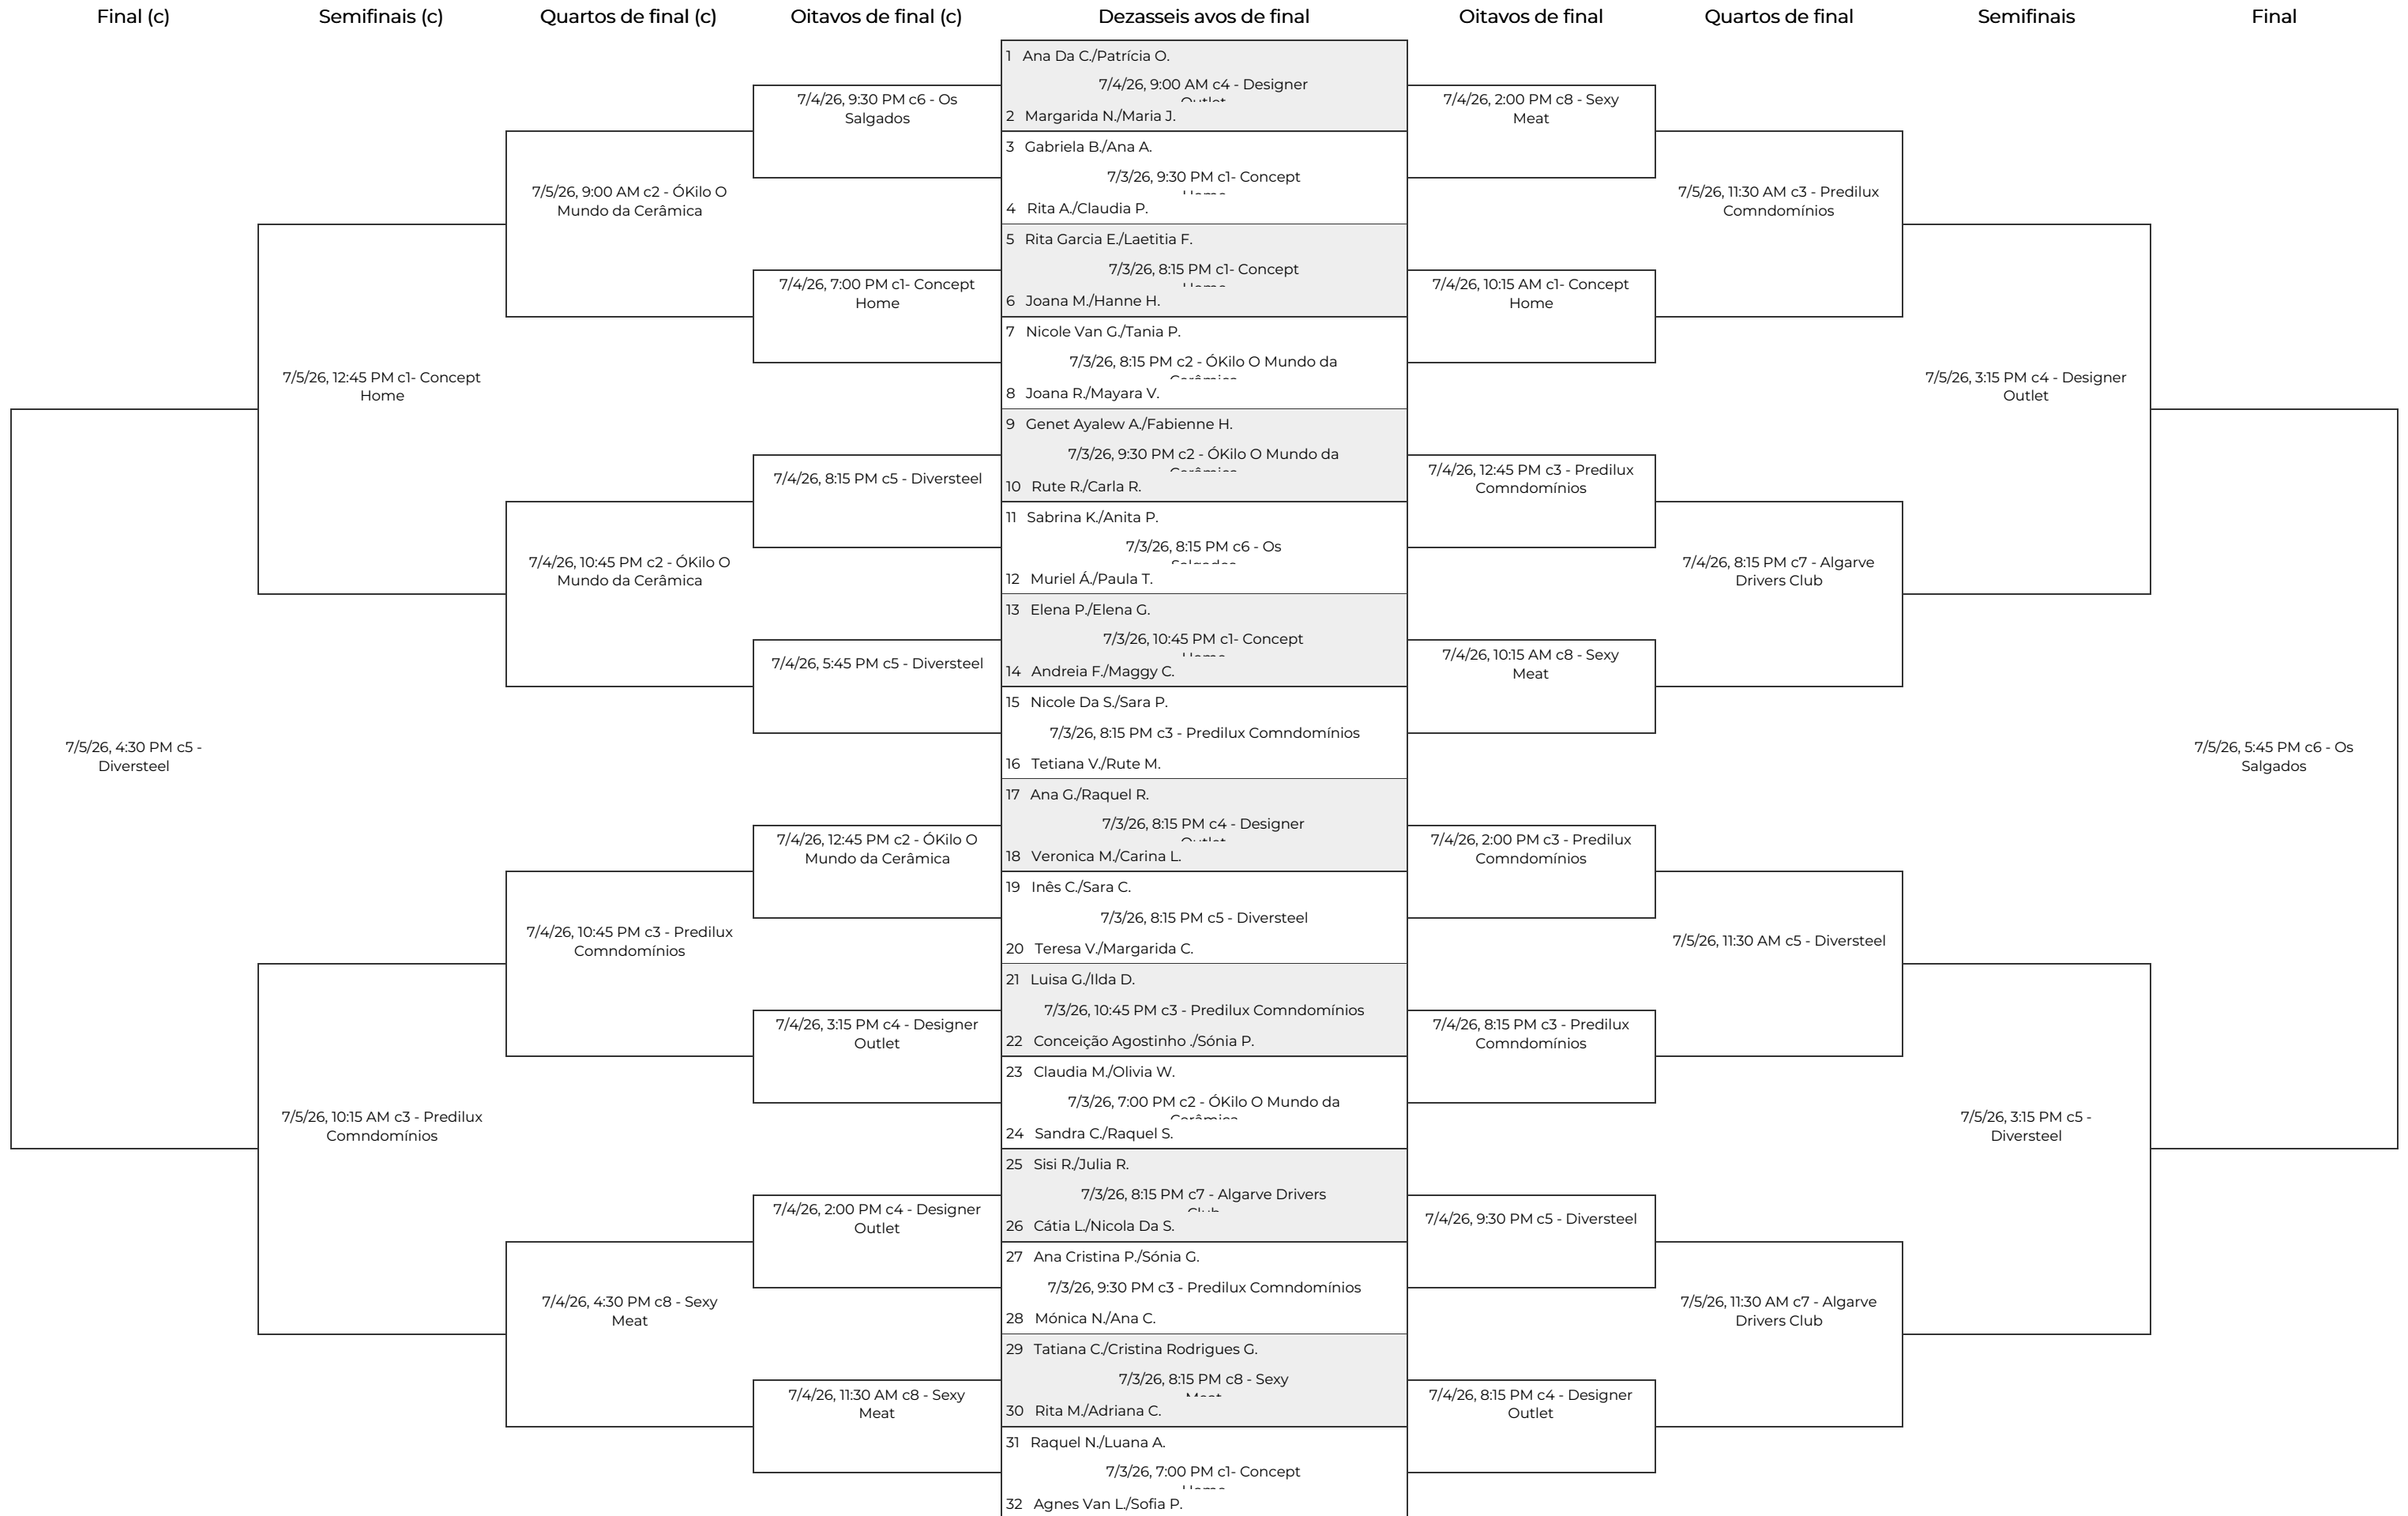 Final (c)
Semifinais (c)
Quartos de final (c)
Oitavos de final (c)
Dezasseis avos de final
Oitavos de final
Quartos de final
Semifinais
Final
7/5/26, 4:30 PM c5 -
Diversteel
7/5/26, 12:45 PM c1- Concept
Home
7/5/26, 10:15 AM c3 - Predilux
Comndomínios
7/5/26, 9:00 AM c2 - ÓKilo O
Mundo da Cerâmica
7/4/26, 10:45 PM c2 - ÓKilo O
Mundo da Cerâmica
7/4/26, 10:45 PM c3 - Predilux
Comndomínios
7/4/26, 4:30 PM c8 - Sexy
Meat
7/4/26, 9:30 PM c6 - Os
Salgados
7/4/26, 7:00 PM c1- Concept
Home
7/4/26, 8:15 PM c5 - Diversteel
7/4/26, 5:45 PM c5 - Diversteel
7/4/26, 12:45 PM c2 - ÓKilo O
Mundo da Cerâmica
7/4/26, 3:15 PM c4 - Designer
Outlet
7/4/26, 2:00 PM c4 - Designer
Outlet
7/4/26, 11:30 AM c8 - Sexy
Meat
1 Ana Da C./Patrícia O.
7/4/26, 9:00 AM c4 - Designer
2 Margarida N./Maria J.
3 Gabriela B./Ana A.
7/3/26, 9:30 PM c1- Concept
4 Rita A./Claudia P.
5 Rita Garcia E./Laetitia F.
7/3/26, 8:15 PM c1- Concept
6 Joana M./Hanne H.
7 Nicole Van G./Tania P.
7/3/26, 8:15 PM c2 - ÓKilo O Mundo da
8 Joana R./Mayara V.
9 Genet Ayalew A./Fabienne H.
7/3/26, 9:30 PM c2 - ÓKilo O Mundo da
10 Rute R./Carla R.
11 Sabrina K./Anita P.
7/3/26, 8:15 PM c6 - Os
12 Muriel Á./Paula T.
13 Elena P./Elena G.
7/3/26, 10:45 PM c1- Concept
14 Andreia F./Maggy C.
15 Nicole Da S./Sara P.
7/3/26, 8:15 PM c3 - Predilux Comndomínios
16 Tetiana V./Rute M.
17 Ana G./Raquel R.
7/3/26, 8:15 PM c4 - Designer
18 Veronica M./Carina L.
19 Inês C./Sara C.
7/3/26, 8:15 PM c5 - Diversteel
20 Teresa V./Margarida C.
21 Luisa G./Ilda D.
7/3/26, 10:45 PM c3 - Predilux Comndomínios
22 Conceição Agostinho ./Sónia P.
23 Claudia M./Olivia W.
7/3/26, 7:00 PM c2 - ÓKilo O Mundo da
24 Sandra C./Raquel S.
25 Sisi R./Julia R.
7/3/26, 8:15 PM c7 - Algarve Drivers
26 Cátia L./Nicola Da S.
27 Ana Cristina P./Sónia G.
7/3/26, 9:30 PM c3 - Predilux Comndomínios
28 Mónica N./Ana C.
29 Tatiana C./Cristina Rodrigues G.
7/3/26, 8:15 PM c8 - Sexy
30 Rita M./Adriana C.
31 Raquel N./Luana A.
7/3/26, 7:00 PM c1- Concept
32 Agnes Van L./Sofia P.
7/4/26, 2:00 PM c8 - Sexy
Meat
7/4/26, 10:15 AM c1- Concept
Home
7/4/26, 12:45 PM c3 - Predilux
Comndomínios
7/4/26, 10:15 AM c8 - Sexy
Meat
7/4/26, 2:00 PM c3 - Predilux
Comndomínios
7/4/26, 8:15 PM c3 - Predilux
Comndomínios
7/4/26, 9:30 PM c5 - Diversteel
7/4/26, 8:15 PM c4 - Designer
Outlet
7/5/26, 11:30 AM c3 - Predilux
Comndomínios
7/4/26, 8:15 PM c7 - Algarve
Drivers Club
7/5/26, 11:30 AM c5 - Diversteel
7/5/26, 11:30 AM c7 - Algarve
Drivers Club
7/5/26, 3:15 PM c4 - Designer
Outlet
7/5/26, 3:15 PM c5 -
Diversteel
7/5/26, 5:45 PM c6 - Os
Salgados